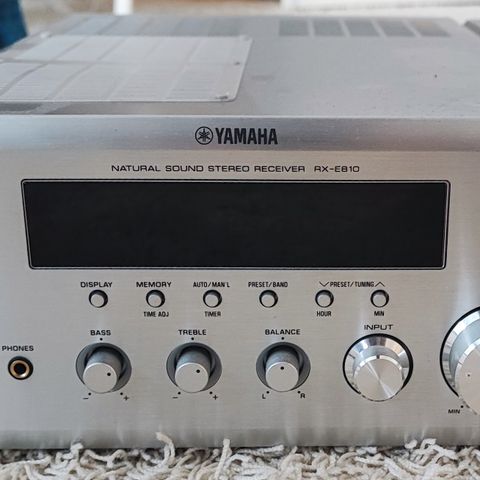 YAMAHA
NATURAL SOUND STEREO RECEIVER RX-E810
DISPLAY MEMORY AUTO/MAN'L PRESET/BAND PRESET/TUNING
TIME ADJ TIMER HOUR MIN
PHONES BASS TREBLE BALANCE INPUT
- + - + L R MIN